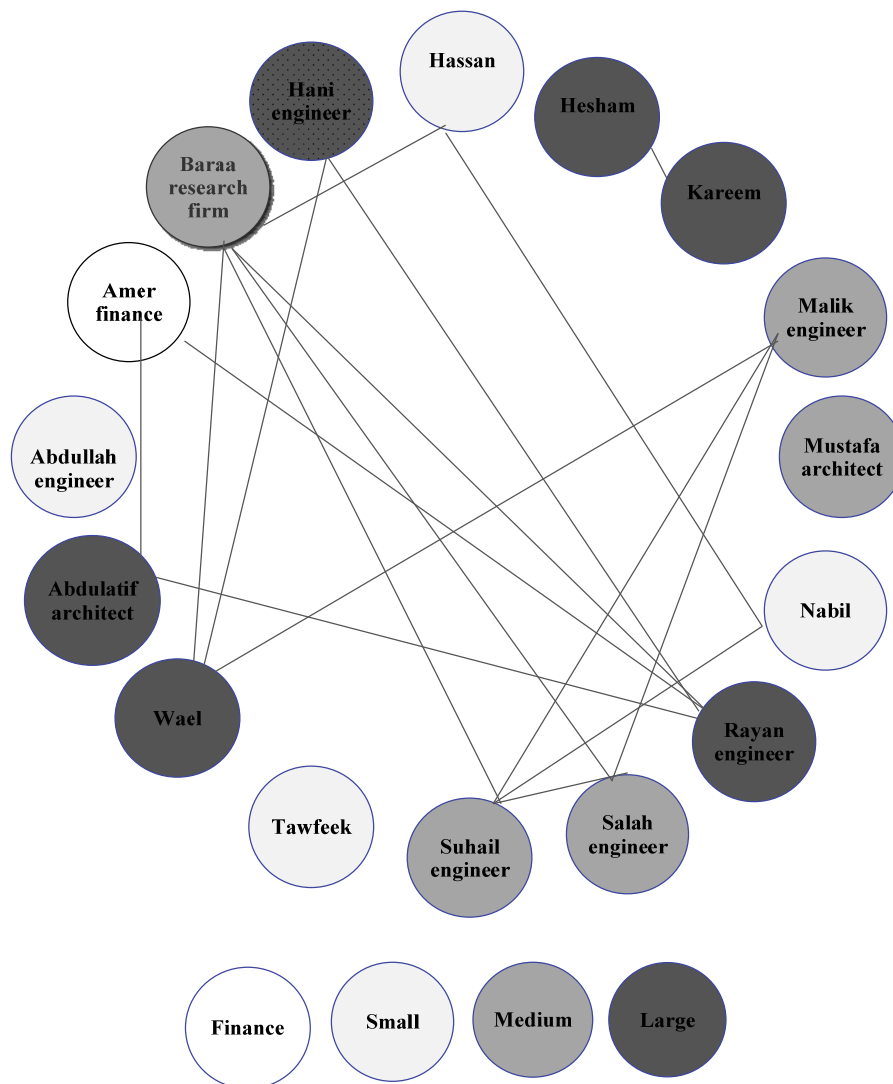 Hassan
Hani
engineer
Hesham
Baraa
research
firm
Kareem
Amer
finance
Malik
engineer
Abdullah
engineer
Mustafa
architect
Abdulatif
architect
Nabil
Wael
Rayan
engineer
Tawfeek
Suhail
engineer
Salah
engineer
Finance
Small
Medium
Large